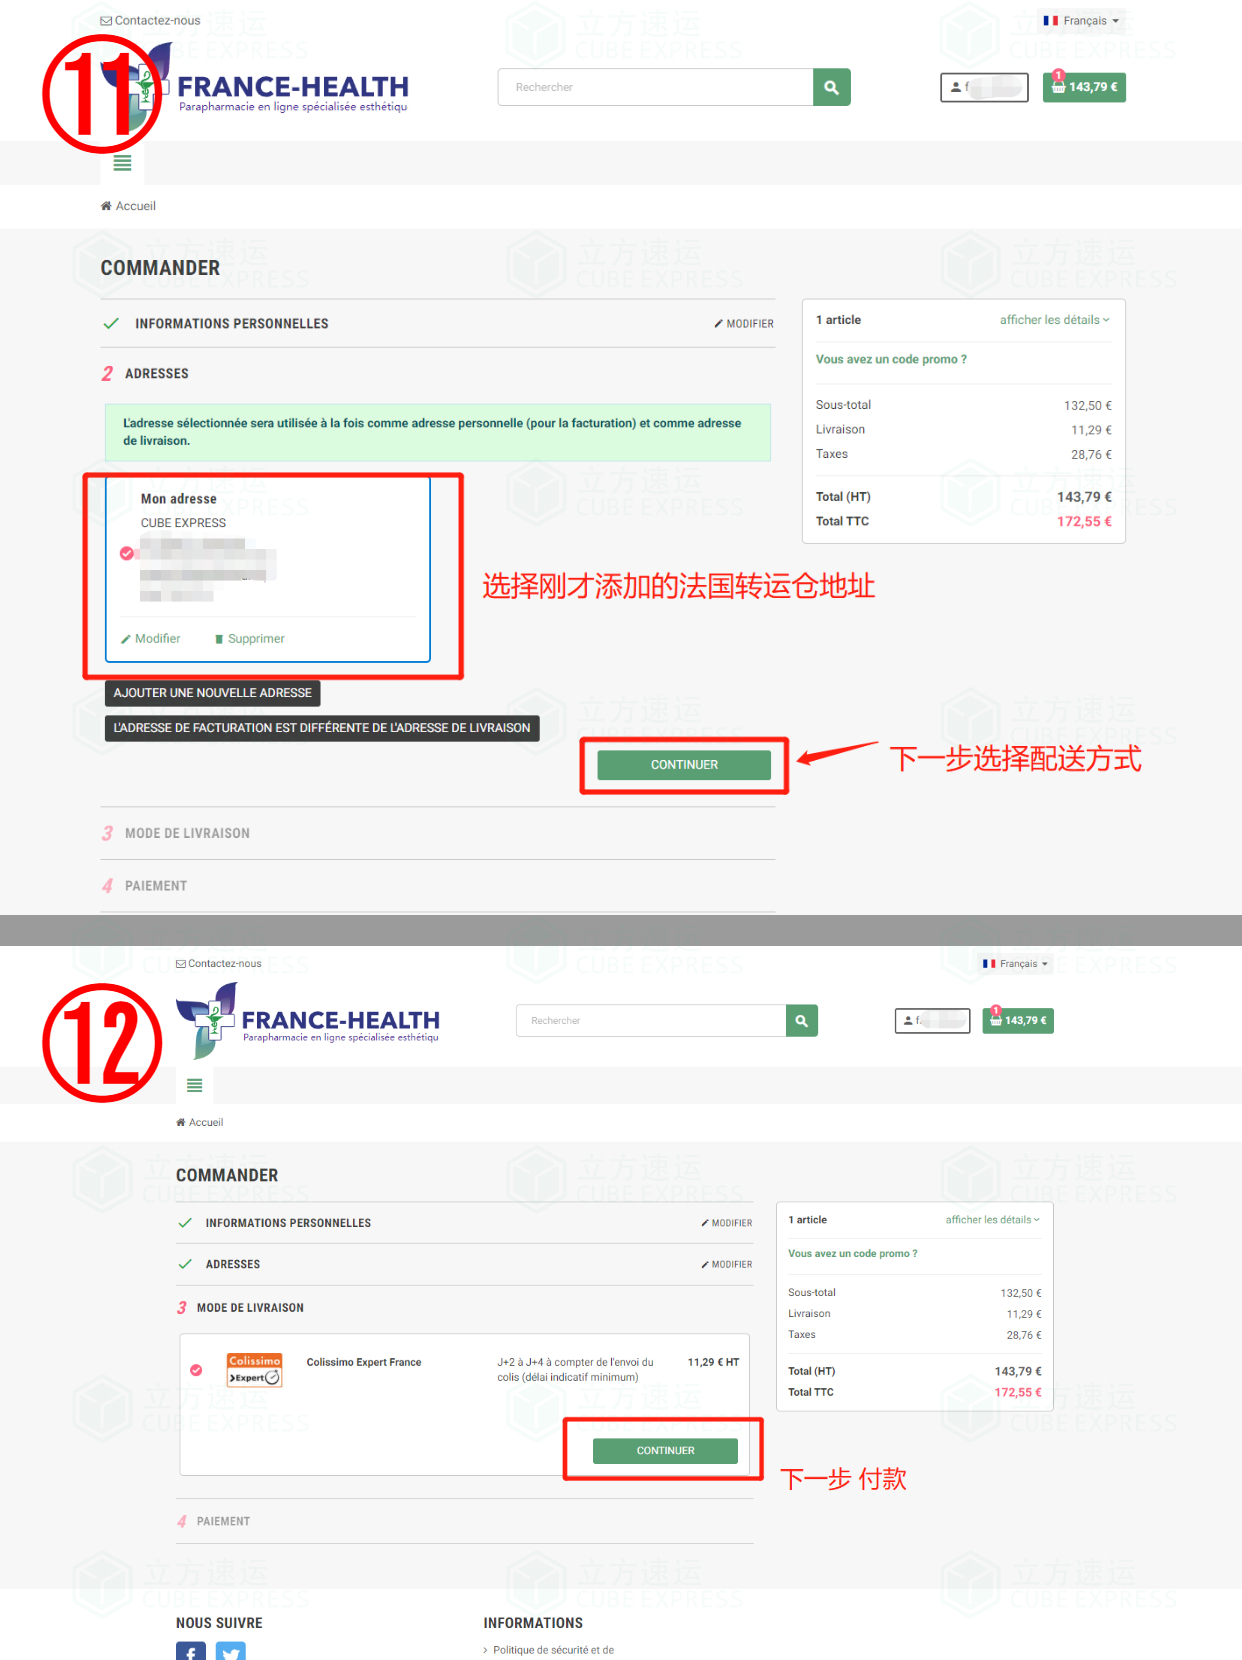 Contactez-nous
Français
11
FRANCE-HEALTH
Parapharmacie en ligne spécialisée esthétiqu
Rechercher
f
1
143,79 €
Accueil
COMMANDER
INFORMATIONS PERSONNELLES
MODIFIER
2 ADRESSES
L'adresse sélectionnée sera utilisée à la fois comme adresse personnelle (pour la facturation) et comme adresse
de livraison.
Mon adresse
CUBE EXPRESS
Modifier
Supprimer
选择刚才添加的法国转运仓地址
AJOUTER UNE NOUVELLE ADRESSE
L'ADRESSE DE FACTURATION EST DIFFÉRENTE DE L'ADRESSE DE LIVRAISON
CONTINUER
下一步选择配送方式
3 MODE DE LIVRAISON
4 PAIEMENT
1 article
afficher les détails
Vous avez un code promo ?
Sous-total 132,50 €
Livraison 11,29 €
Taxes 28,76 €
Total (HT) 143,79 €
Total TTC 172,55 €
Contactez-nous
Français
12
FRANCE-HEALTH
Parapharmacie en ligne spécialisée esthétiqu
Rechercher
f
1
143,79 €
Accueil
COMMANDER
INFORMATIONS PERSONNELLES
MODIFIER
ADRESSES
MODIFIER
3 MODE DE LIVRAISON
Colissimo
Expert
Colissimo Expert France
J+2 à J+4 à compter de l'envoi du
colis (délai indicatif minimum)
11,29 € HT
CONTINUER
下一步 付款
4 PAIEMENT
1 article
afficher les détails
Vous avez un code promo ?
Sous-total 132,50 €
Livraison 11,29 €
Taxes 28,76 €
Total (HT) 143,79 €
Total TTC 172,55 €
NOUS SUIVRE
INFORMATIONS
Politique de sécurité et de
立方速运
CUBE EXPRESS